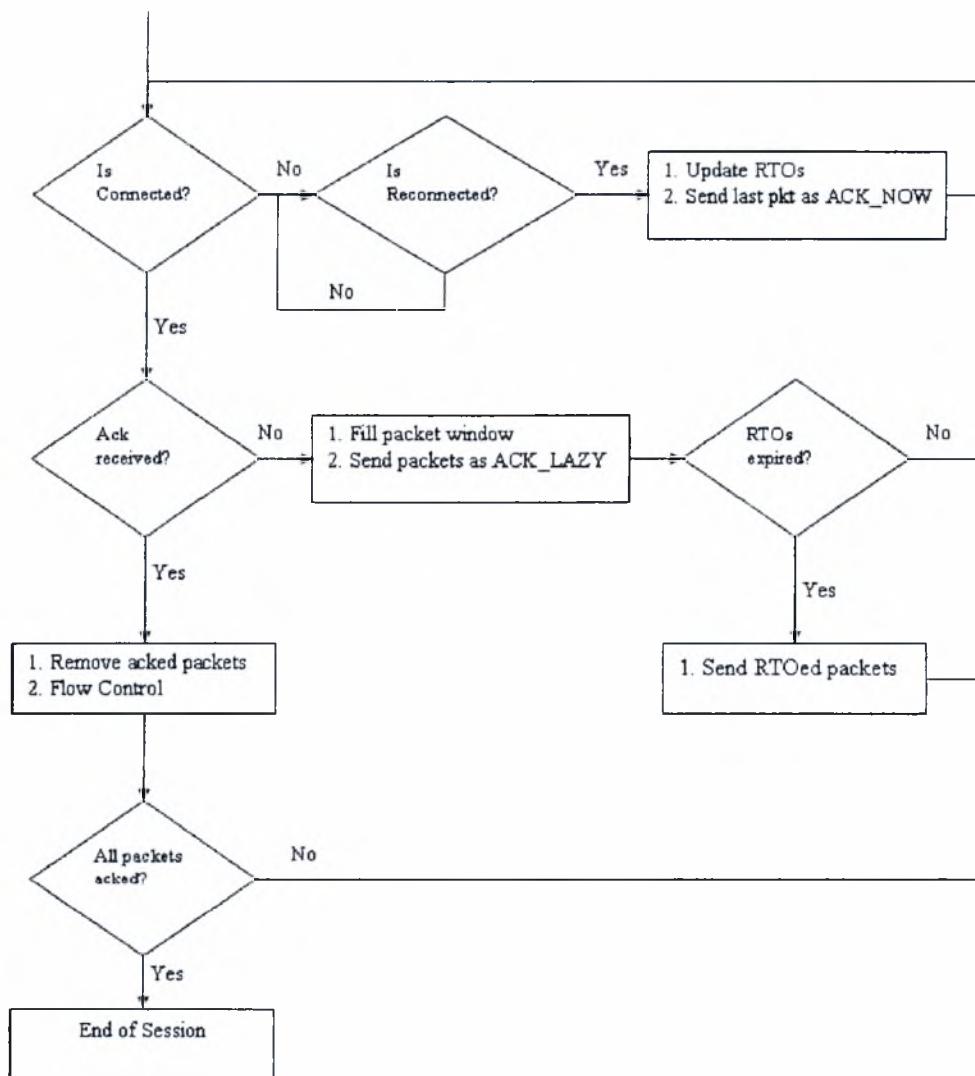 Is
Connected?
No
Is
Reconnected?
Yes
1. Update RTOs
2. Send last pkt as ACK_NOW
No
Yes
Ack
received?
No
1. Fill packet window
2. Send packets as ACK_LAZY
RTOs
expired?
No
Yes
Yes
1. Remove acked packets
2. Flow Control
1. Send RTOed packets
All packets
acked?
No
Yes
End of Session